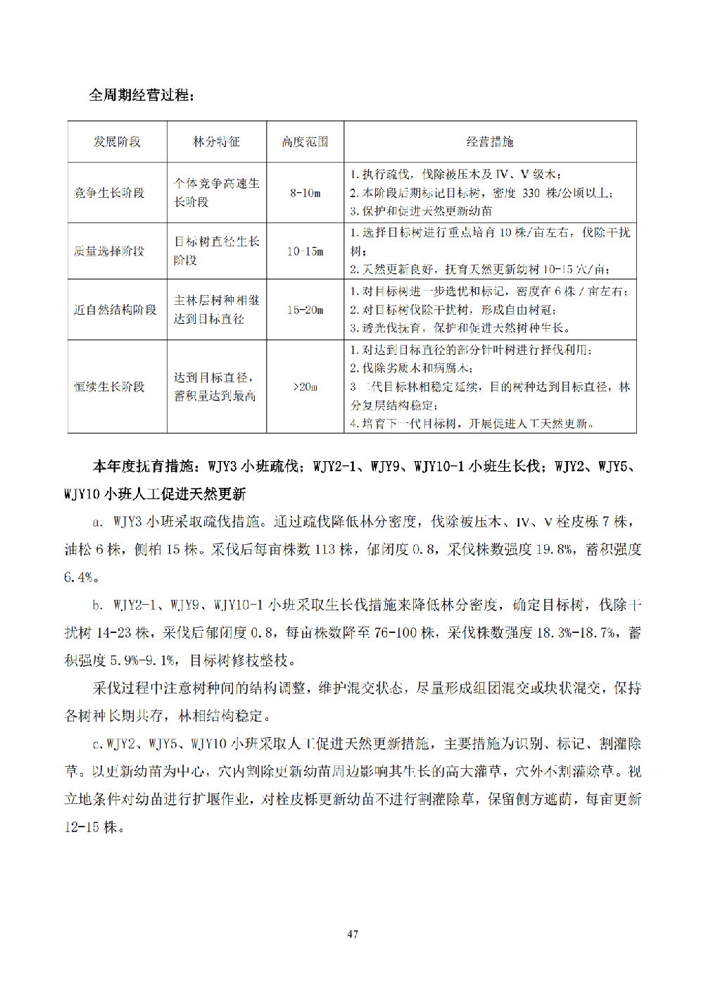 全周期经营过程：
发展阶段 林分特征 高度范围 经营措施
竞争生长阶段 个体竞争高速生长阶段 8-10m
1.执行疏伐，伐除被压木及 IV、V 级木；
2.本阶段后期标记目标树，密度 330 株/公顷以上；
3.保护和促进天然更新幼苗
质量选择阶段 目标树直径生长阶段 10-15m
1.选择目标树进行重点培育 10 株/亩左右，伐除干扰
树；
2.天然更新良好，抚育天然更新幼树 10-15 穴/亩；
近自然结构阶段 主林层树种相继达到目标直径 15-20m
1.对目标树进一步选优和标记，密度在 6 株 / 亩左右；
2.对目标树伐除干扰树，形成自由树冠；
3.透光伐抚育，保护和促进天然树种生长。
恒续生长阶段 达到目标直径，蓄积量达到最高 >20m
1.对达到目标直径的部分针叶树进行择伐利用；
2.伐除劣质木和病腐木；
3 二代目标林相稳定延续，目的树种达到目标直径，林
分复层结构稳定；
4.培育下一代目标树，开展促进人工天然更新。
本年度抚育措施：WJY3 小班疏伐；WJY2-1、WJY9、WJY10-1 小班生长伐；WJY2、WJY5、
WJY10 小班人工促进天然更新
a. WJY3 小班采取疏伐措施。通过疏伐降低林分密度，伐除被压木、IV、V 栓皮栎 7 株，
油松 6 株，侧柏 15 株。采伐后每亩株数 113 株，郁闭度 0.8，采伐株数强度 19.8%，蓄积强度
6.4%。
b. WJY2-1、WJY9、WJY10-1 小班采取生长伐措施来降低林分密度，确定目标树，伐除干
扰树 14-23 株，采伐后郁闭度 0.8，每亩株数降至 76-100 株，采伐株数强度 18.3%-18.7%，蓄
积强度 5.9%-9.1%，目标树修枝整枝。
采伐过程中注意树种间的结构调整，维护混交状态，尽量形成组团混交或块状混交，保持
各树种长期共存，林相结构稳定。
c.WJY2、WJY5、WJY10 小班采取人工促进天然更新措施，主要措施为识别、标记、割灌除
草。以更新幼苗为中心，穴内割除更新幼苗周边影响其生长的高大灌草，穴外不割灌除草。视
立地条件对幼苗进行扩堰作业，对栓皮栎更新幼苗不进行割灌除草，保留侧方遮荫，每亩更新
12-15 株。
47